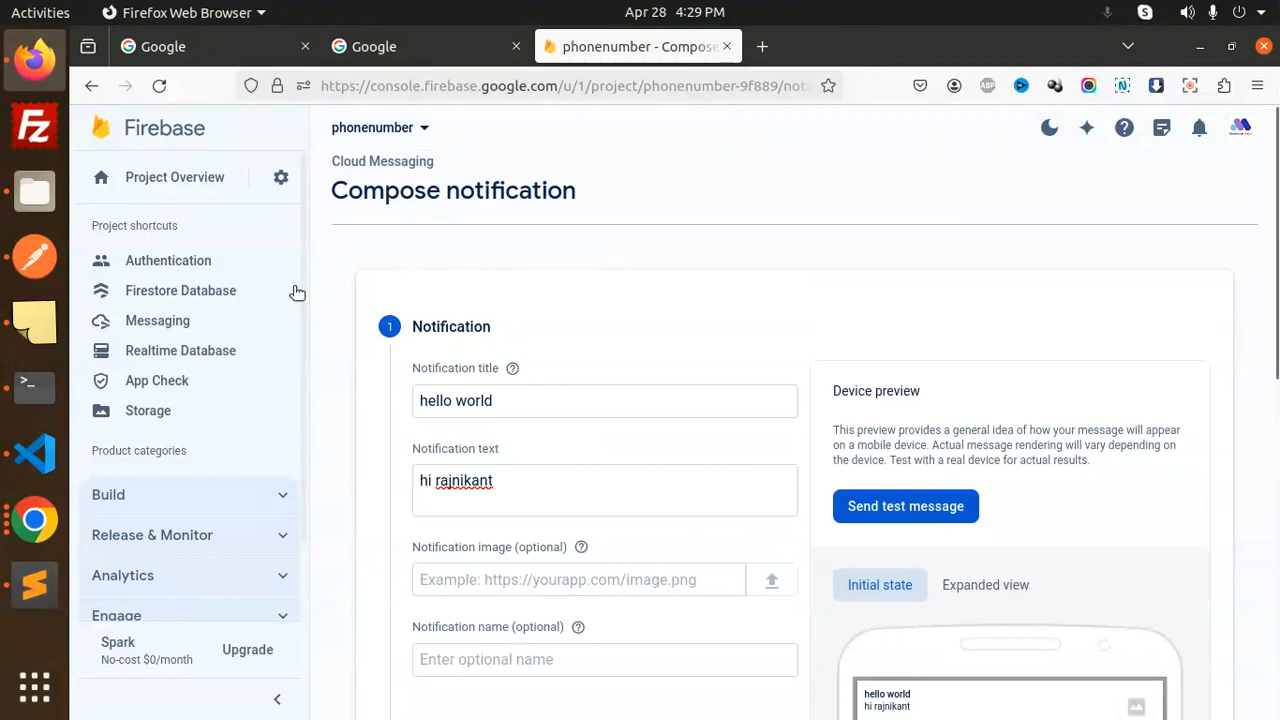 Activities Firefox Web Browser Apr 28 4:29 PM
Google Google phonenumber - Compose
https://console.firebase.google.com/u/1/project/phonenumber-9f889/noti
Firebase
phonenumber
Cloud Messaging
Compose notification
Project Overview
Project shortcuts
Authentication
Firestore Database
Messaging
Realtime Database
App Check
Storage
Product categories
Build
Release & Monitor
Analytics
Engage
Spark
No-cost $0/month
Upgrade
1 Notification
Notification title
hello world
Notification text
hi rajnikant
Notification image (optional)
Example: https://yourapp.com/image.png
Notification name (optional)
Enter optional name
Device preview
This preview provides a general idea of how your message will appear
on a mobile device. Actual message rendering will vary depending on
the device. Test with a real device for actual results.
Send test message
Initial state Expanded view
hello world
hi rajnikant